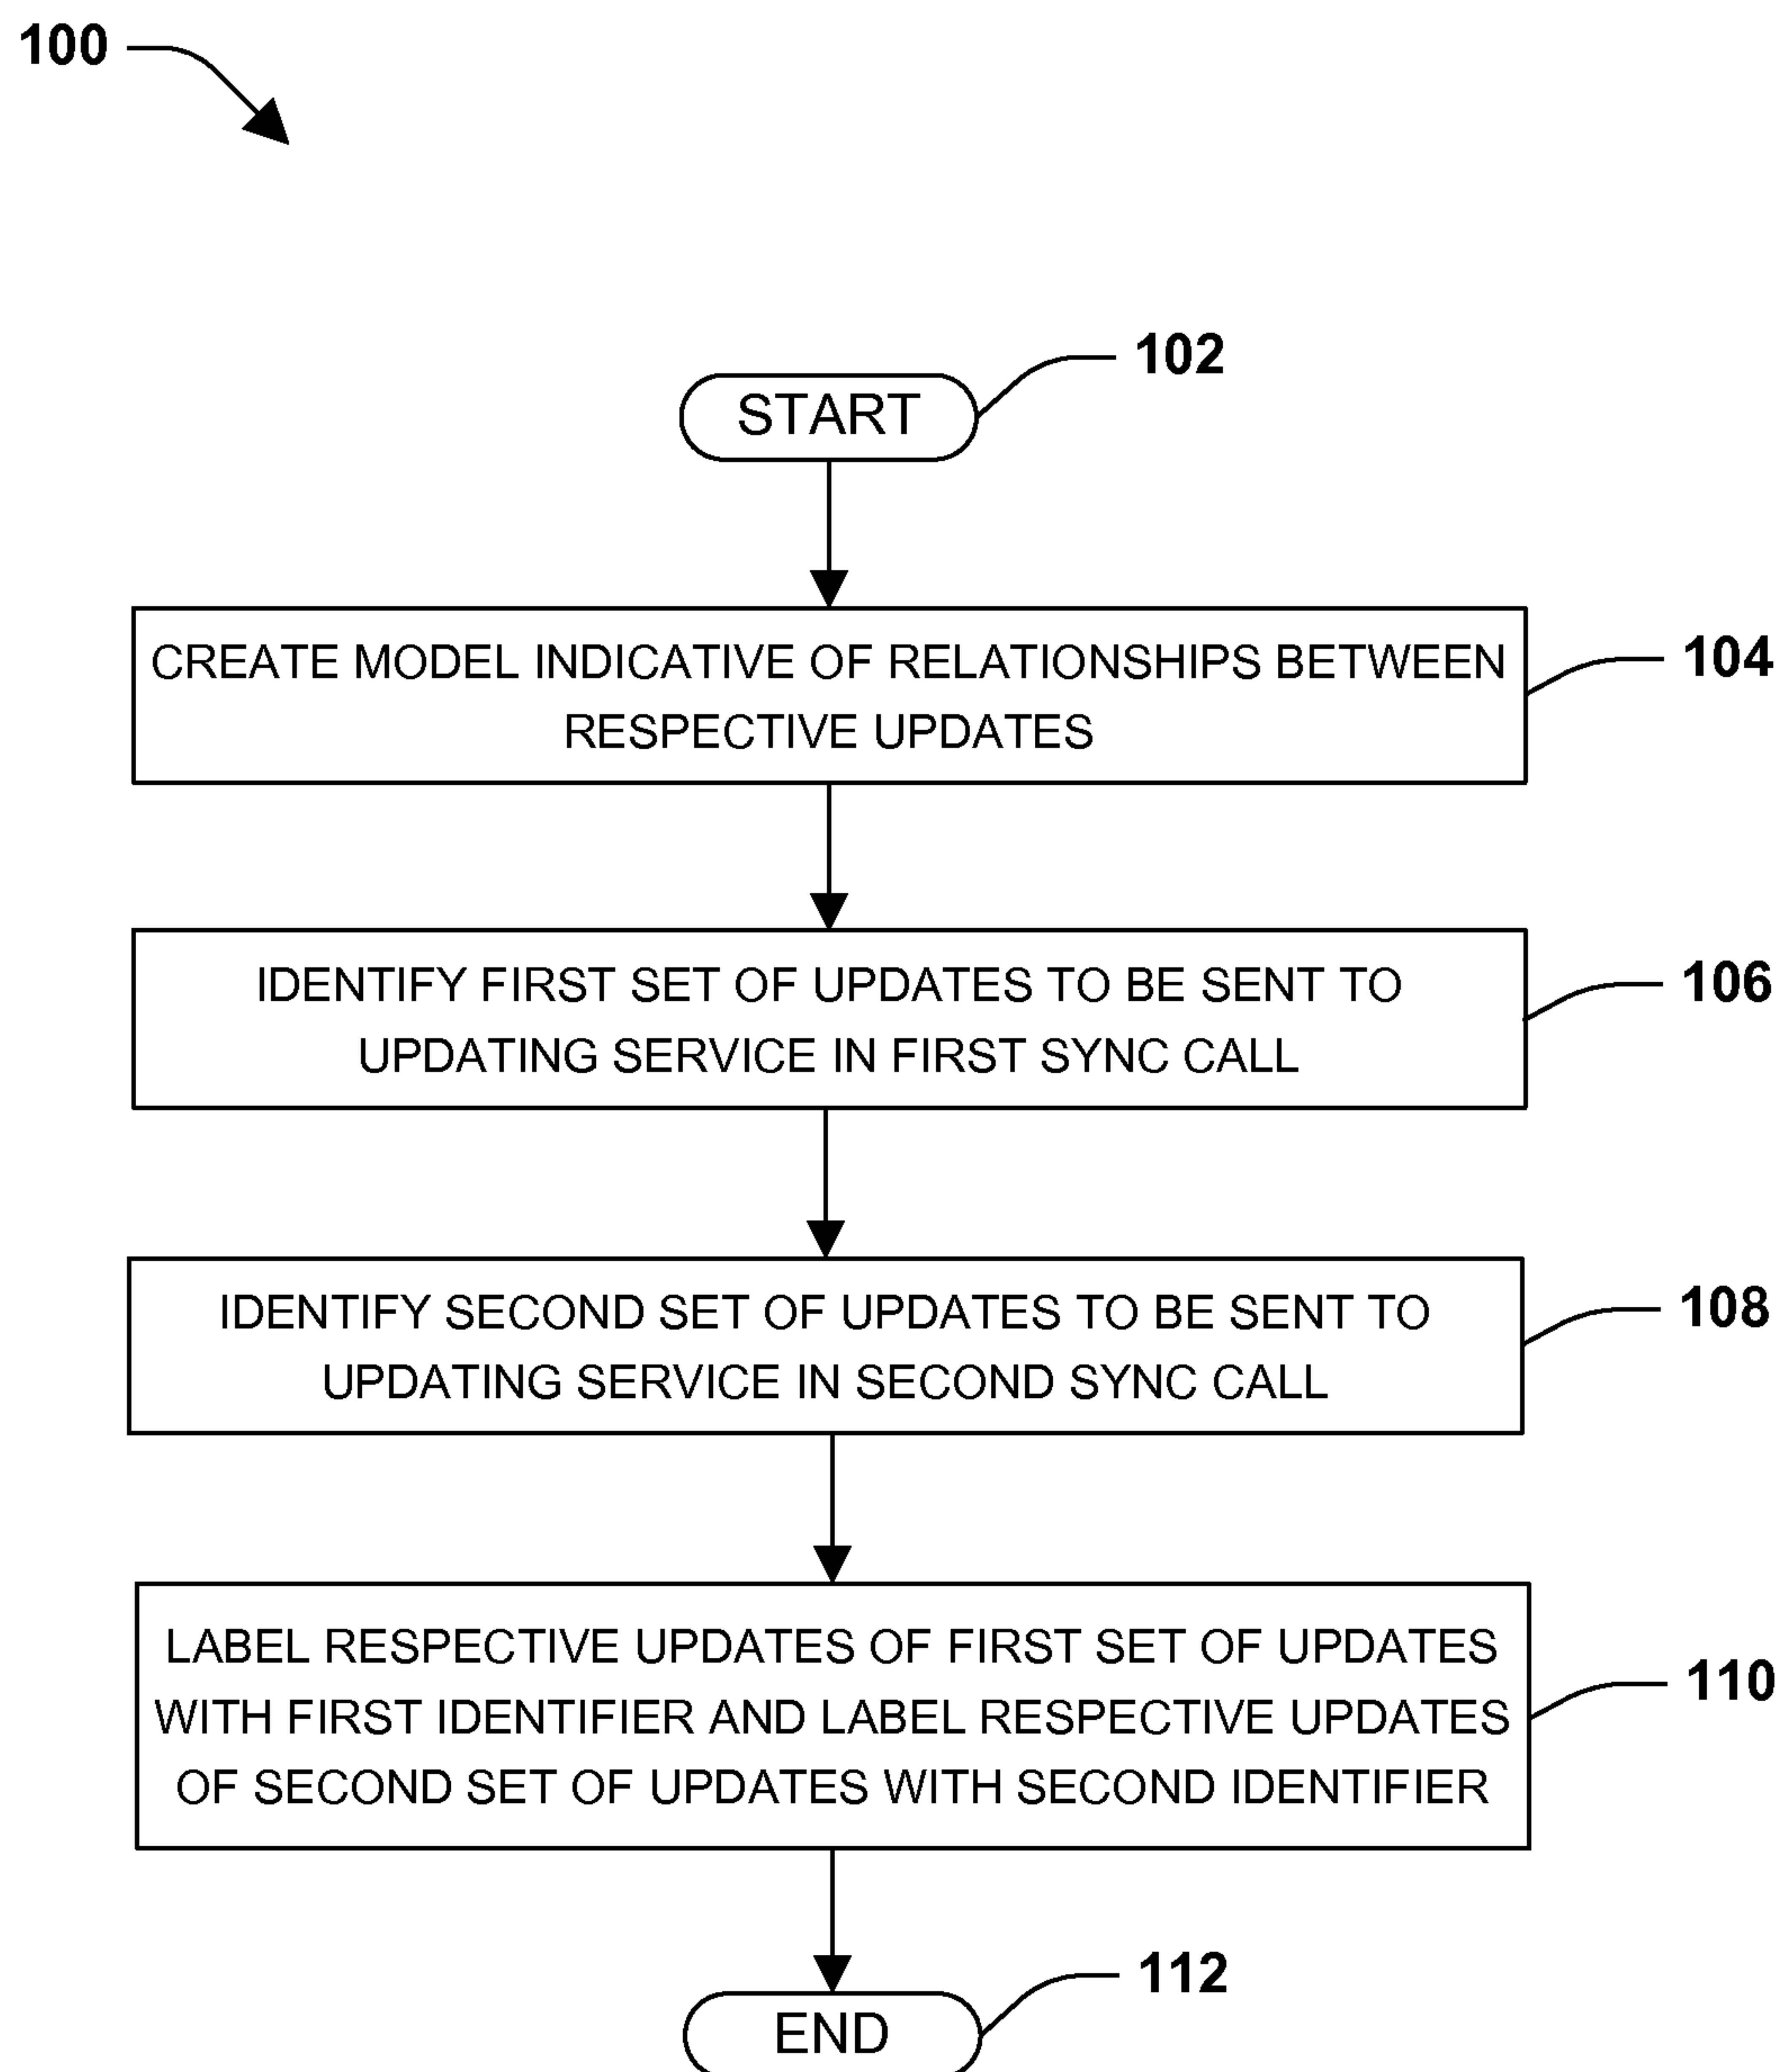 100
102
START
CREATE MODEL INDICATIVE OF RELATIONSHIPS BETWEEN
RESPECTIVE UPDATES
104
IDENTIFY FIRST SET OF UPDATES TO BE SENT TO
UPDATING SERVICE IN FIRST SYNC CALL
106
IDENTIFY SECOND SET OF UPDATES TO BE SENT TO
UPDATING SERVICE IN SECOND SYNC CALL
108
LABEL RESPECTIVE UPDATES OF FIRST SET OF UPDATES
WITH FIRST IDENTIFIER AND LABEL RESPECTIVE UPDATES
OF SECOND SET OF UPDATES WITH SECOND IDENTIFIER
110
112
END